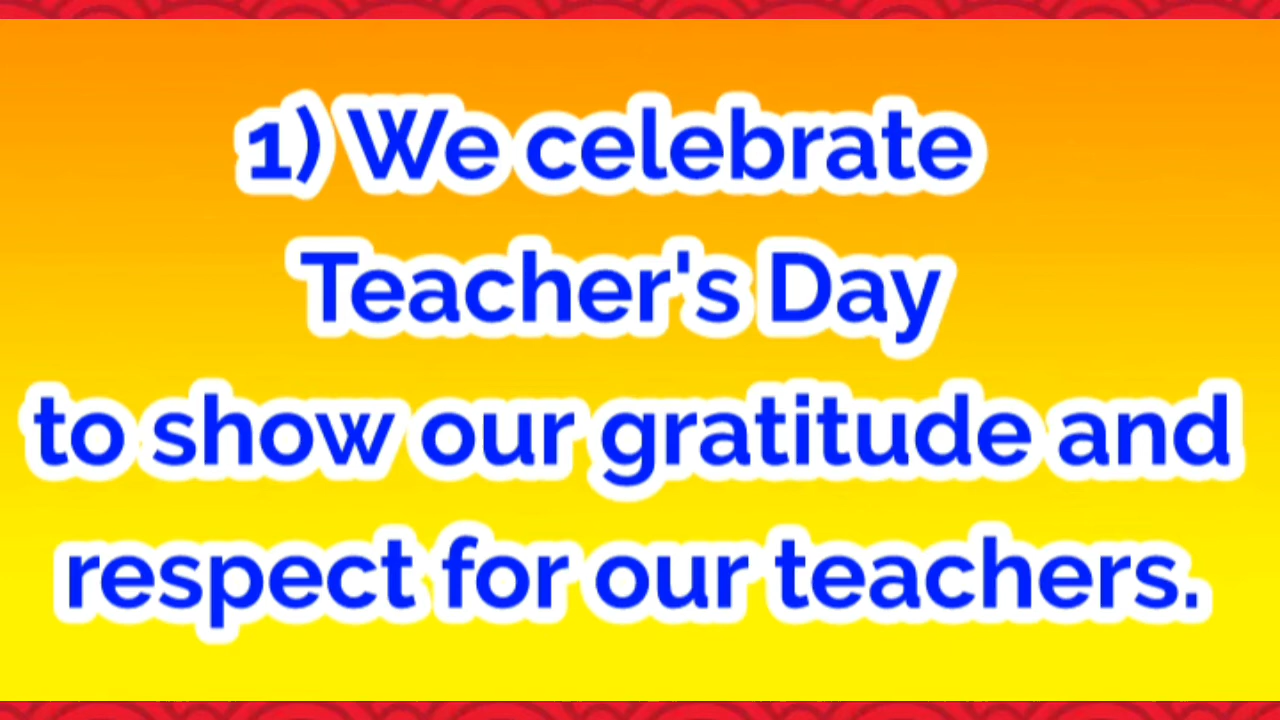 1) We celebrate
Teacher's Day
to show our gratitude and
respect for our teachers.